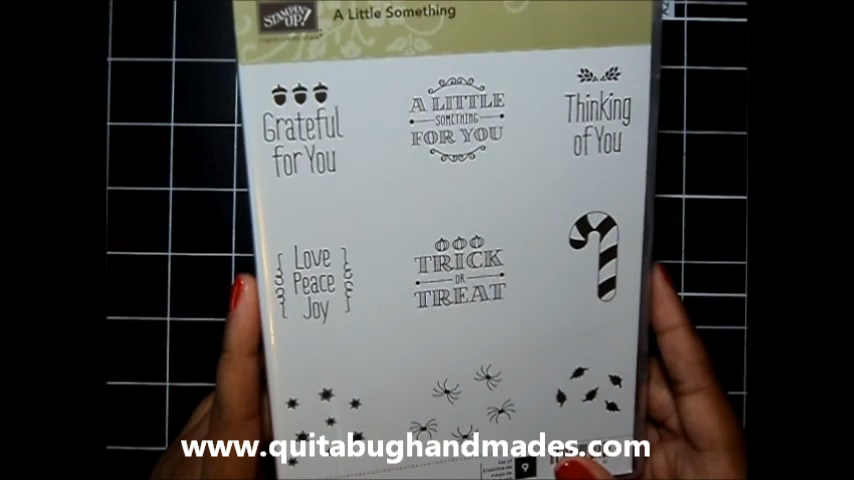 STAMPIN' UP!
A Little Something
Grateful
for You
A LITTLE
SOMETHING
FOR YOU
Thinking
of You
Love
Peace
Joy
TRICK
OR
TREAT
www.quitabughandmades.com
9